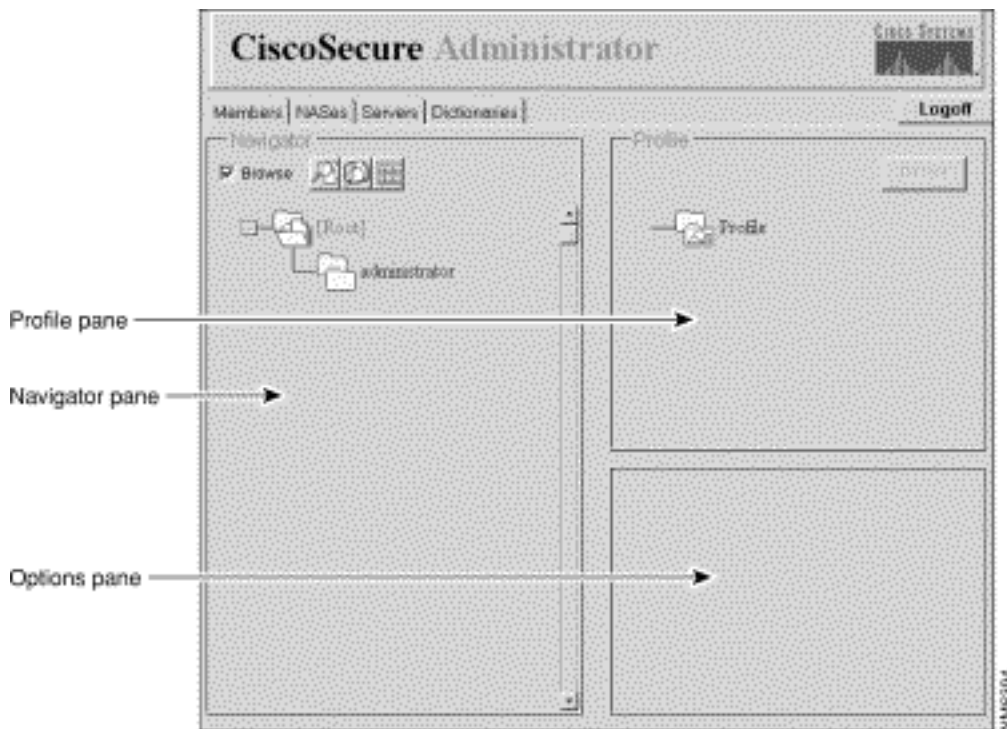 CiscoSecure Administrator
CISCO SYSTEMS
Members NASes Servers Dictionaries
Logoff
Navigator
Browse
[Root]
administrator
Profile
Profile
Profile pane
Navigator pane
Options pane